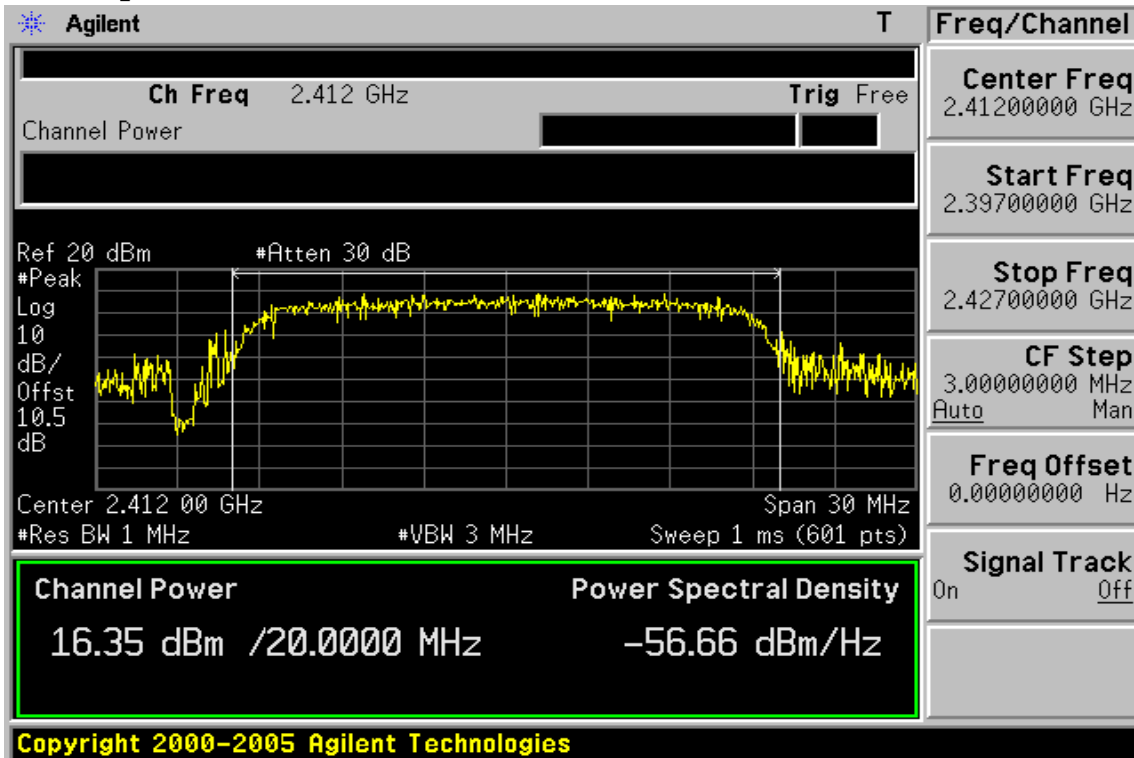 Agilent T
Ch Freq 2.412 GHz Trig Free
Channel Power
Ref 20 dBm #Atten 30 dB
#Peak
Log
10
dB/
Offst
10.5
dB
Center 2.412 00 GHz Span 30 MHz
#Res BW 1 MHz #VBW 3 MHz Sweep 1 ms (601 pts)
Channel Power Power Spectral Density
16.35 dBm /20.0000 MHz -56.66 dBm/Hz
Copyright 2000-2005 Agilent Technologies
Freq/Channel
Center Freq
2.41200000 GHz
Start Freq
2.39700000 GHz
Stop Freq
2.42700000 GHz
CF Step
3.00000000 MHz
Auto Man
Freq Offset
0.00000000 Hz
Signal Track
On Off